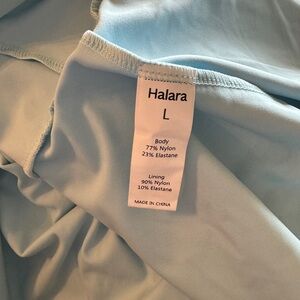 Halara
L
Body
77% Nylon
23% Elastane
Lining
90% Nylon
10% Elastane
MADE IN CHINA